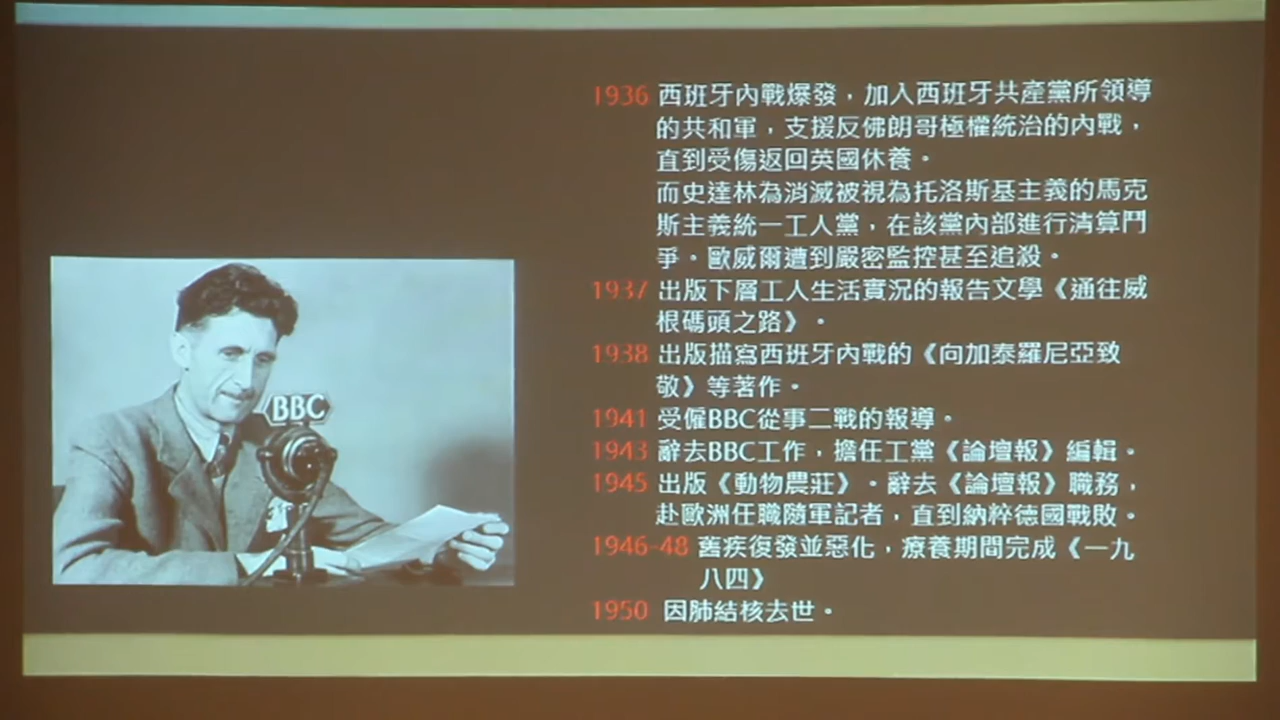 BBC
1936 西班牙內戰爆發，加入西班牙共產黨所領導
的共和軍，支援反佛朗哥極權統治的內戰，
直到受傷返回英國休養。
而史達林為消滅被視為托洛斯基主義的馬克
斯主義統一工人黨，在該黨內部進行清算鬥
爭。歐威爾遭到嚴密監控甚至追殺。
1937 出版下層工人生活實況的報告文學《通往威
根碼頭之路》。
1938 出版描寫西班牙內戰的《向加泰羅尼亞致
敬》等著作。
1941 受僱BBC從事二戰的報導。
1943 辭去BBC工作，擔任工黨《論壇報》編輯。
1945 出版《動物農莊》。辭去《論壇報》職務，
赴歐洲任職隨軍記者，直到納粹德國戰敗。
1946-48 舊疾復發並惡化，療養期間完成《一九
八四》
1950 因肺結核去世。